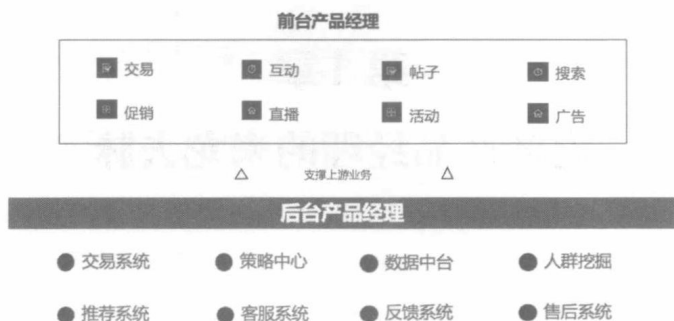 前台产品经理
交易 互动 帖子 搜索
促销 直播 活动 广告
支撑上游业务
后台产品经理
交易系统 策略中心 数据中台 人群挖掘
推荐系统 客服系统 反馈系统 售后系统